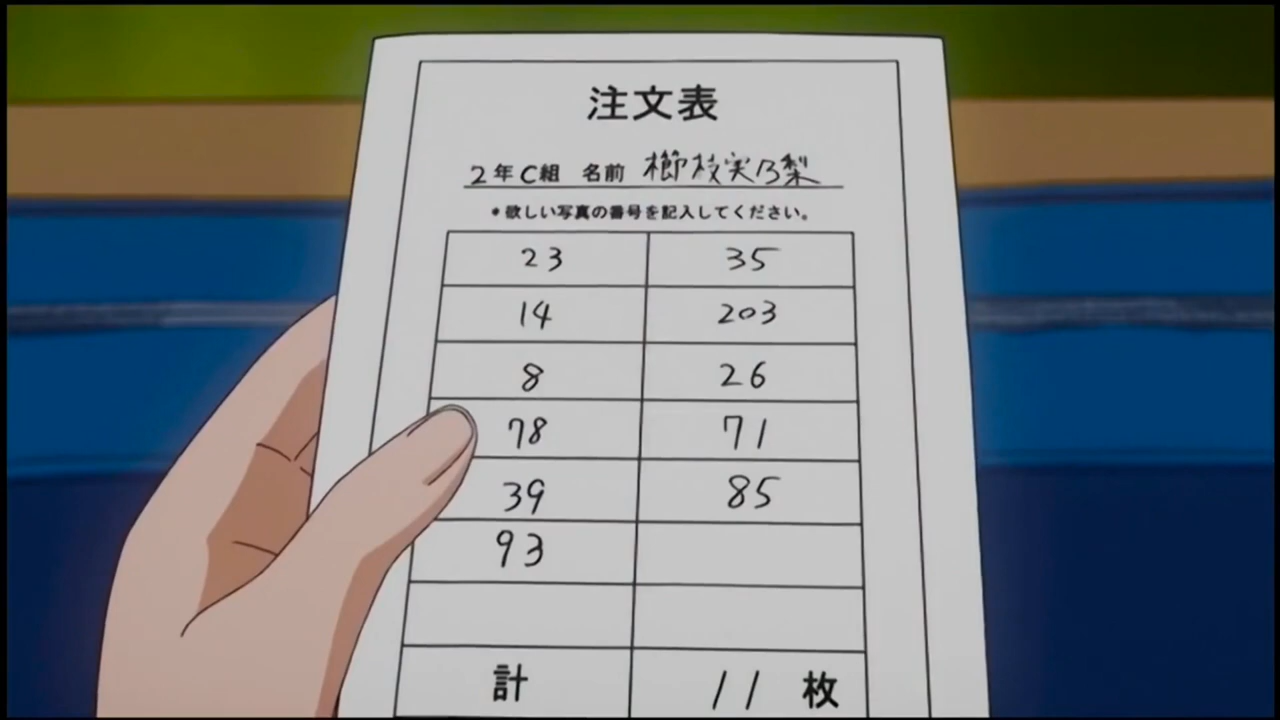 注文表
2年C組 名前 櫛枝実乃梨
*欲しい写真の番号を記入してください。
23 35
14 203
8 26
78 71
39 85
93
計 11 枚